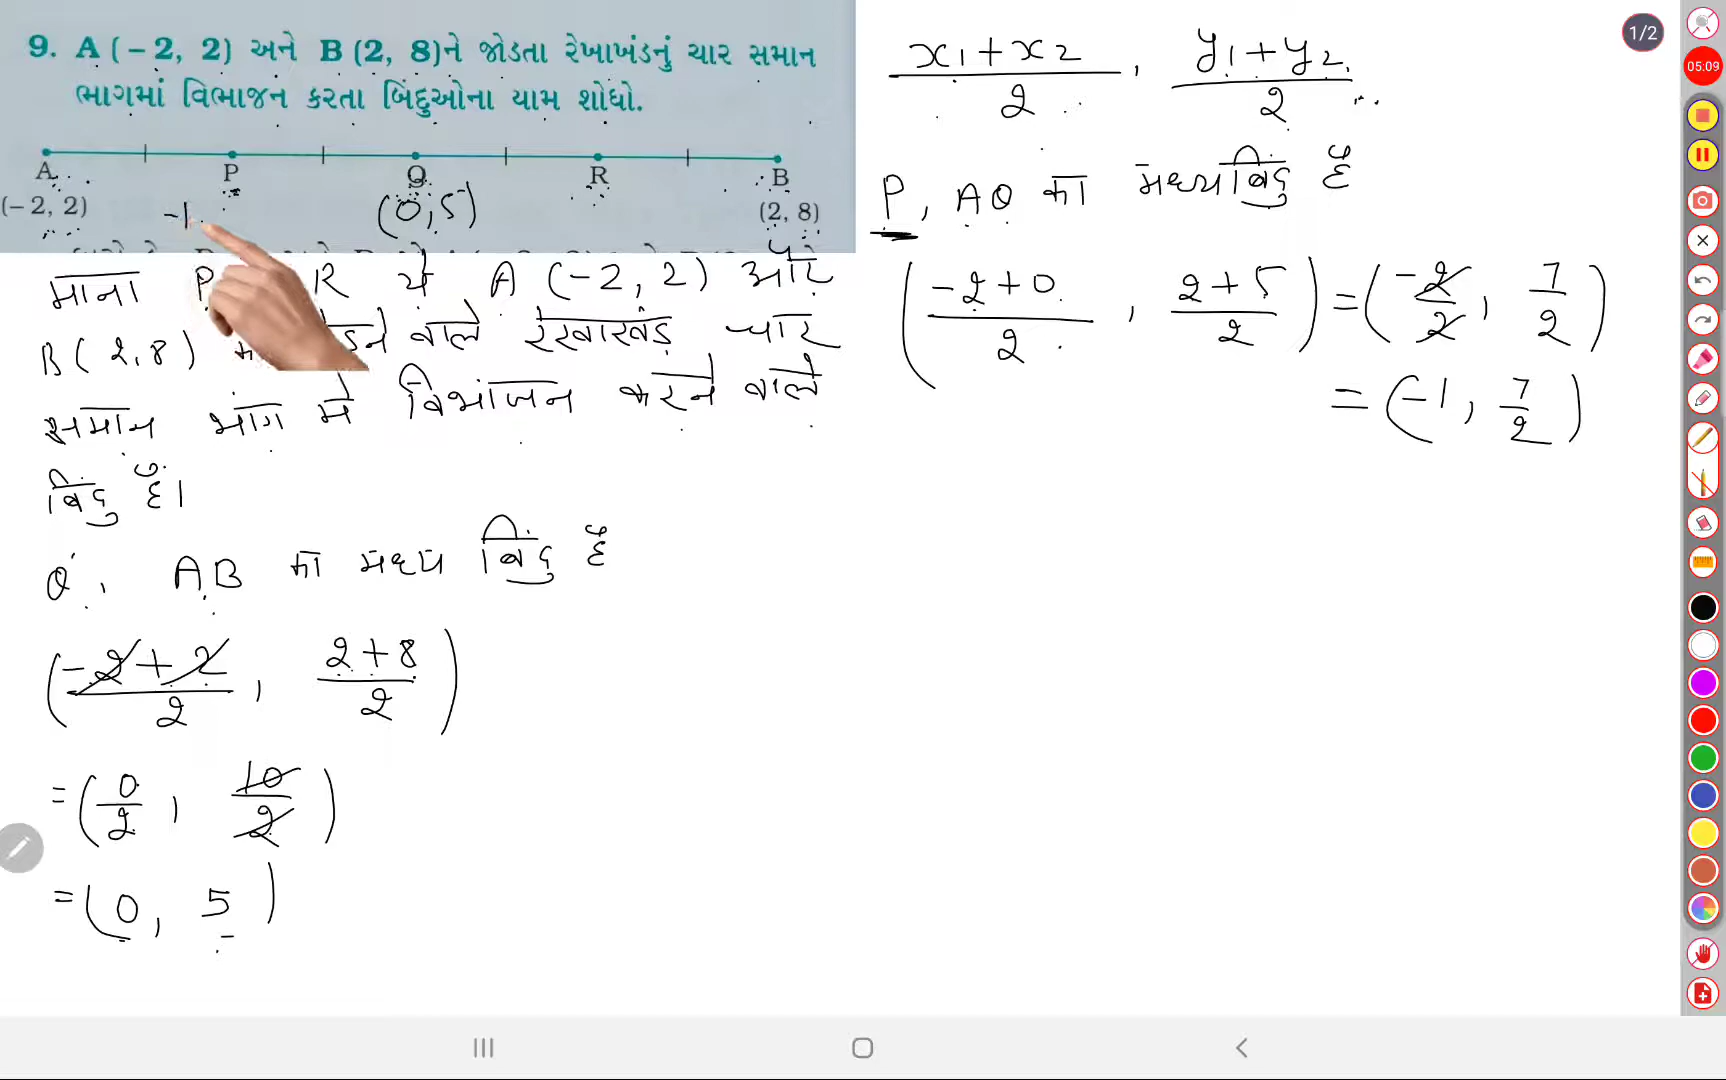 9. A (– 2, 2) અને B (2, 8)ને જોડતા રેખાખંડનું ચાર સમાન
ભાગમાં વિભાજન કરતા બિંદુઓના યામ શોધો.
A P Q R B
(– 2, 2) -1 (0,5) (2, 8)
माना P R ये A (-2, 2) और
B ( 2, 8 ) वाले रेखाखंड चार
समान भाग मे विभाजन करने वाले
बिंदु है।
Q, AB का मध्य बिंदु है
(-2+2/2, 2+8/2)
=(0/2, 10/2)
=(0, 5)
x1+x2/2, y1+y2/2
P, AQ का मध्यबिंदु है
(-2+0/2, 2+5/2)=(-2/2, 7/2)
=(-1, 7/2)
1/2
05:09